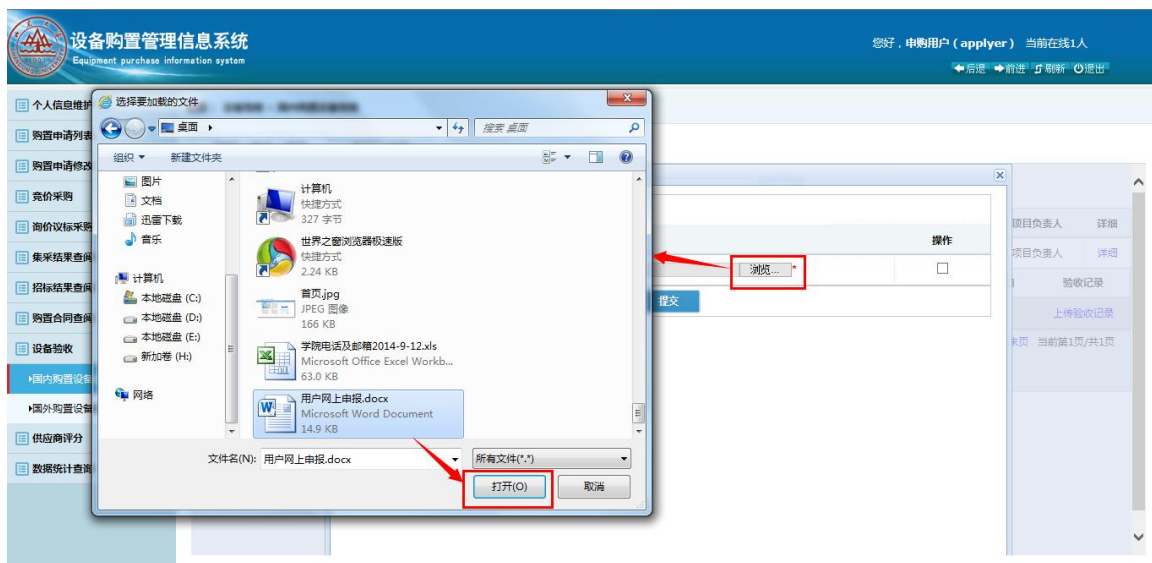 设备购置管理信息系统
Equipment purchase information system
您好，申购用户（applyer） 当前在线1人
后退 前进 刷新 退出
个人信息维护
购置申请列表
购置申请修改
竞价采购
询价议标采购
集采结果查阅
招标结果查阅
购置合同查阅
设备验收
国内购置设备
国外购置设备
供应商评分
数据统计查询
选择要加载的文件
桌面
搜索 桌面
组织 新建文件夹
图片
文档
迅雷下载
音乐
计算机
本地磁盘 (C:)
本地磁盘 (D:)
本地磁盘 (E:)
新加卷 (H:)
网络
计算机
快捷方式
327 字节
世界之窗浏览器极速版
快捷方式
2.24 KB
首页.jpg
JPEG 图像
166 KB
学院电话及邮箱2014-9-12.xls
Microsoft Office Excel Workb...
63.0 KB
用户网上申报.docx
Microsoft Word Document
14.9 KB
文件名(N): 用户网上申报.docx 所有文件(*.*)
打开(O) 取消
操作
浏览... *
提交
项目负责人 详细
项目负责人 详细
验收记录
上传验收记录
末页 当前第1页/共1页